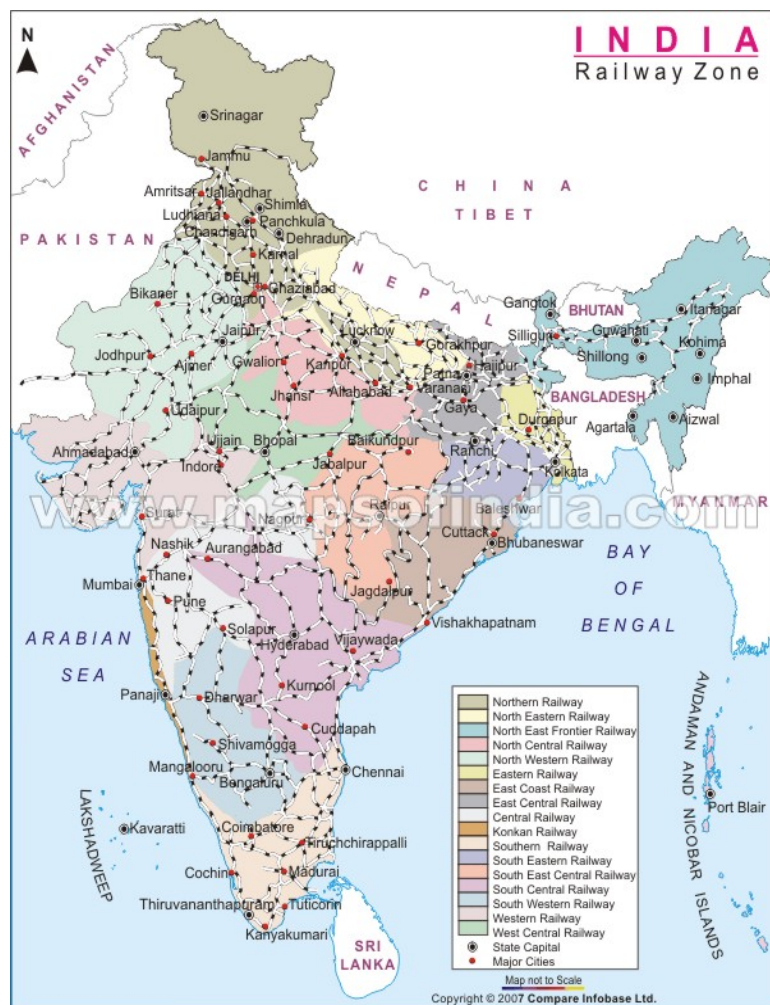 INDIA
Railway Zone
N
AFGHANISTAN
Srinagar
Jammu
CHINA
TIBET
Amritsar
Jallandhar
Shimla
Ludhiana
Panchkula
Chandigarh
Dehradun
PAKISTAN
Karnal
NEPAL
DELHI
Ghaziabad
Gurgaon
Bikaner
Gangtok
BHUTAN
Itanagar
Jaipur
Lucknow
Siliguri
Guwahati
Gorakhpur
Kohima
Jodhpur
Ajmer
Gwalior
Kanpur
Patna
Hajipur
Shillong
Jhansi
Allahabad
Varanasi
Imphal
Gaya
BANGLADESH
Udaipur
Durgapur
Agartala
Aizwal
Ahmadabad
Ujjain
Bhopal
Baikundpur
Ranchi
Indore
Jabalpur
Kolkata
www.mapsofindia.com
MYANMAR
Surat
Nagpur
Raipur
Baleshwar
Cuttack
Bhubaneswar
Nashik
Aurangabad
Mumbai
Thane
Jagdalpur
BAY
OF
BENGAL
Pune
Solapur
Hyderabad
Vijaywada
Vishakhapatnam
ARABIAN
SEA
Panaji
Dharwar
Kurnool
Cuddapah
Shivamogga
Mangalooru
Bengaluru
Chennai
LAKSHADWEEP
Kavaratti
Coimbatore
Tiruchchirappalli
Cochin
Madurai
Thiruvananthapuram
Tuticorin
Kanyakumari
SRI
LANKA
ANDAMAN AND NICOBAR ISLANDS
Port Blair
Northern Railway
North Eastern Railway
North East Frontier Railway
North Central Railway
North Western Railway
Eastern Railway
East Coast Railway
East Central Railway
Central Railway
Konkan Railway
Southern Railway
South Eastern Railway
South East Central Railway
South Central Railway
South Western Railway
Western Railway
West Central Railway
State Capital
Major Cities
Map not to Scale
Copyright © 2007 Compare Infobase Ltd.